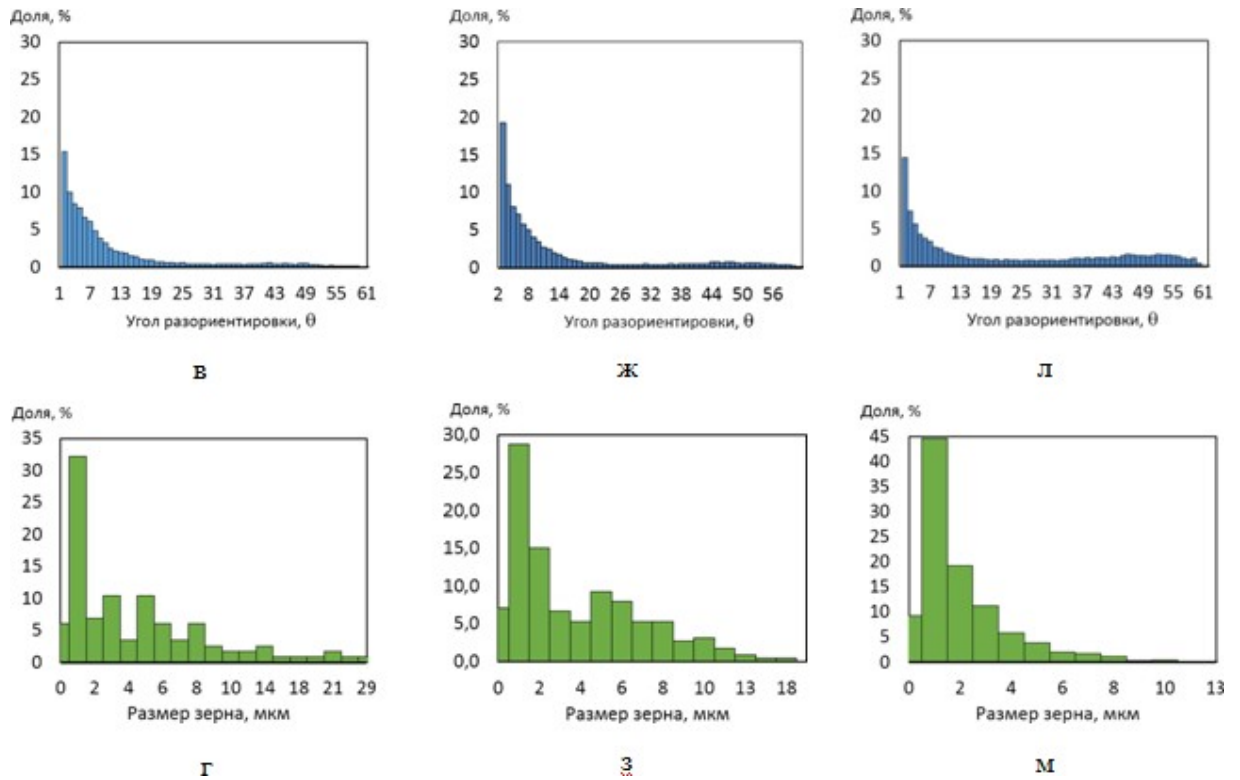 Доля, %
30
25
20
15
10
5
0
1 7 13 19 25 31 37 43 49 55 61
Угол разориентировки, θ
в
Доля, %
30
25
20
15
10
5
0
2 8 14 20 26 32 38 44 50 56
Угол разориентировки, θ
ж
Доля, %
30
25
20
15
10
5
0
1 7 13 19 25 31 37 43 49 55 61
Угол разориентировки, θ
л
Доля, %
35
30
25
20
15
10
5
0
0 2 4 6 8 10 14 18 21 29
Размер зерна, мкм
г
Доля, %
30,0
25,0
20,0
15,0
10,0
5,0
0,0
0 2 4 6 8 10 13 18
Размер зерна, мкм
з
Доля, %
45
40
35
30
25
20
15
10
5
0
0 2 4 6 8 10 13
Размер зерна, мкм
м